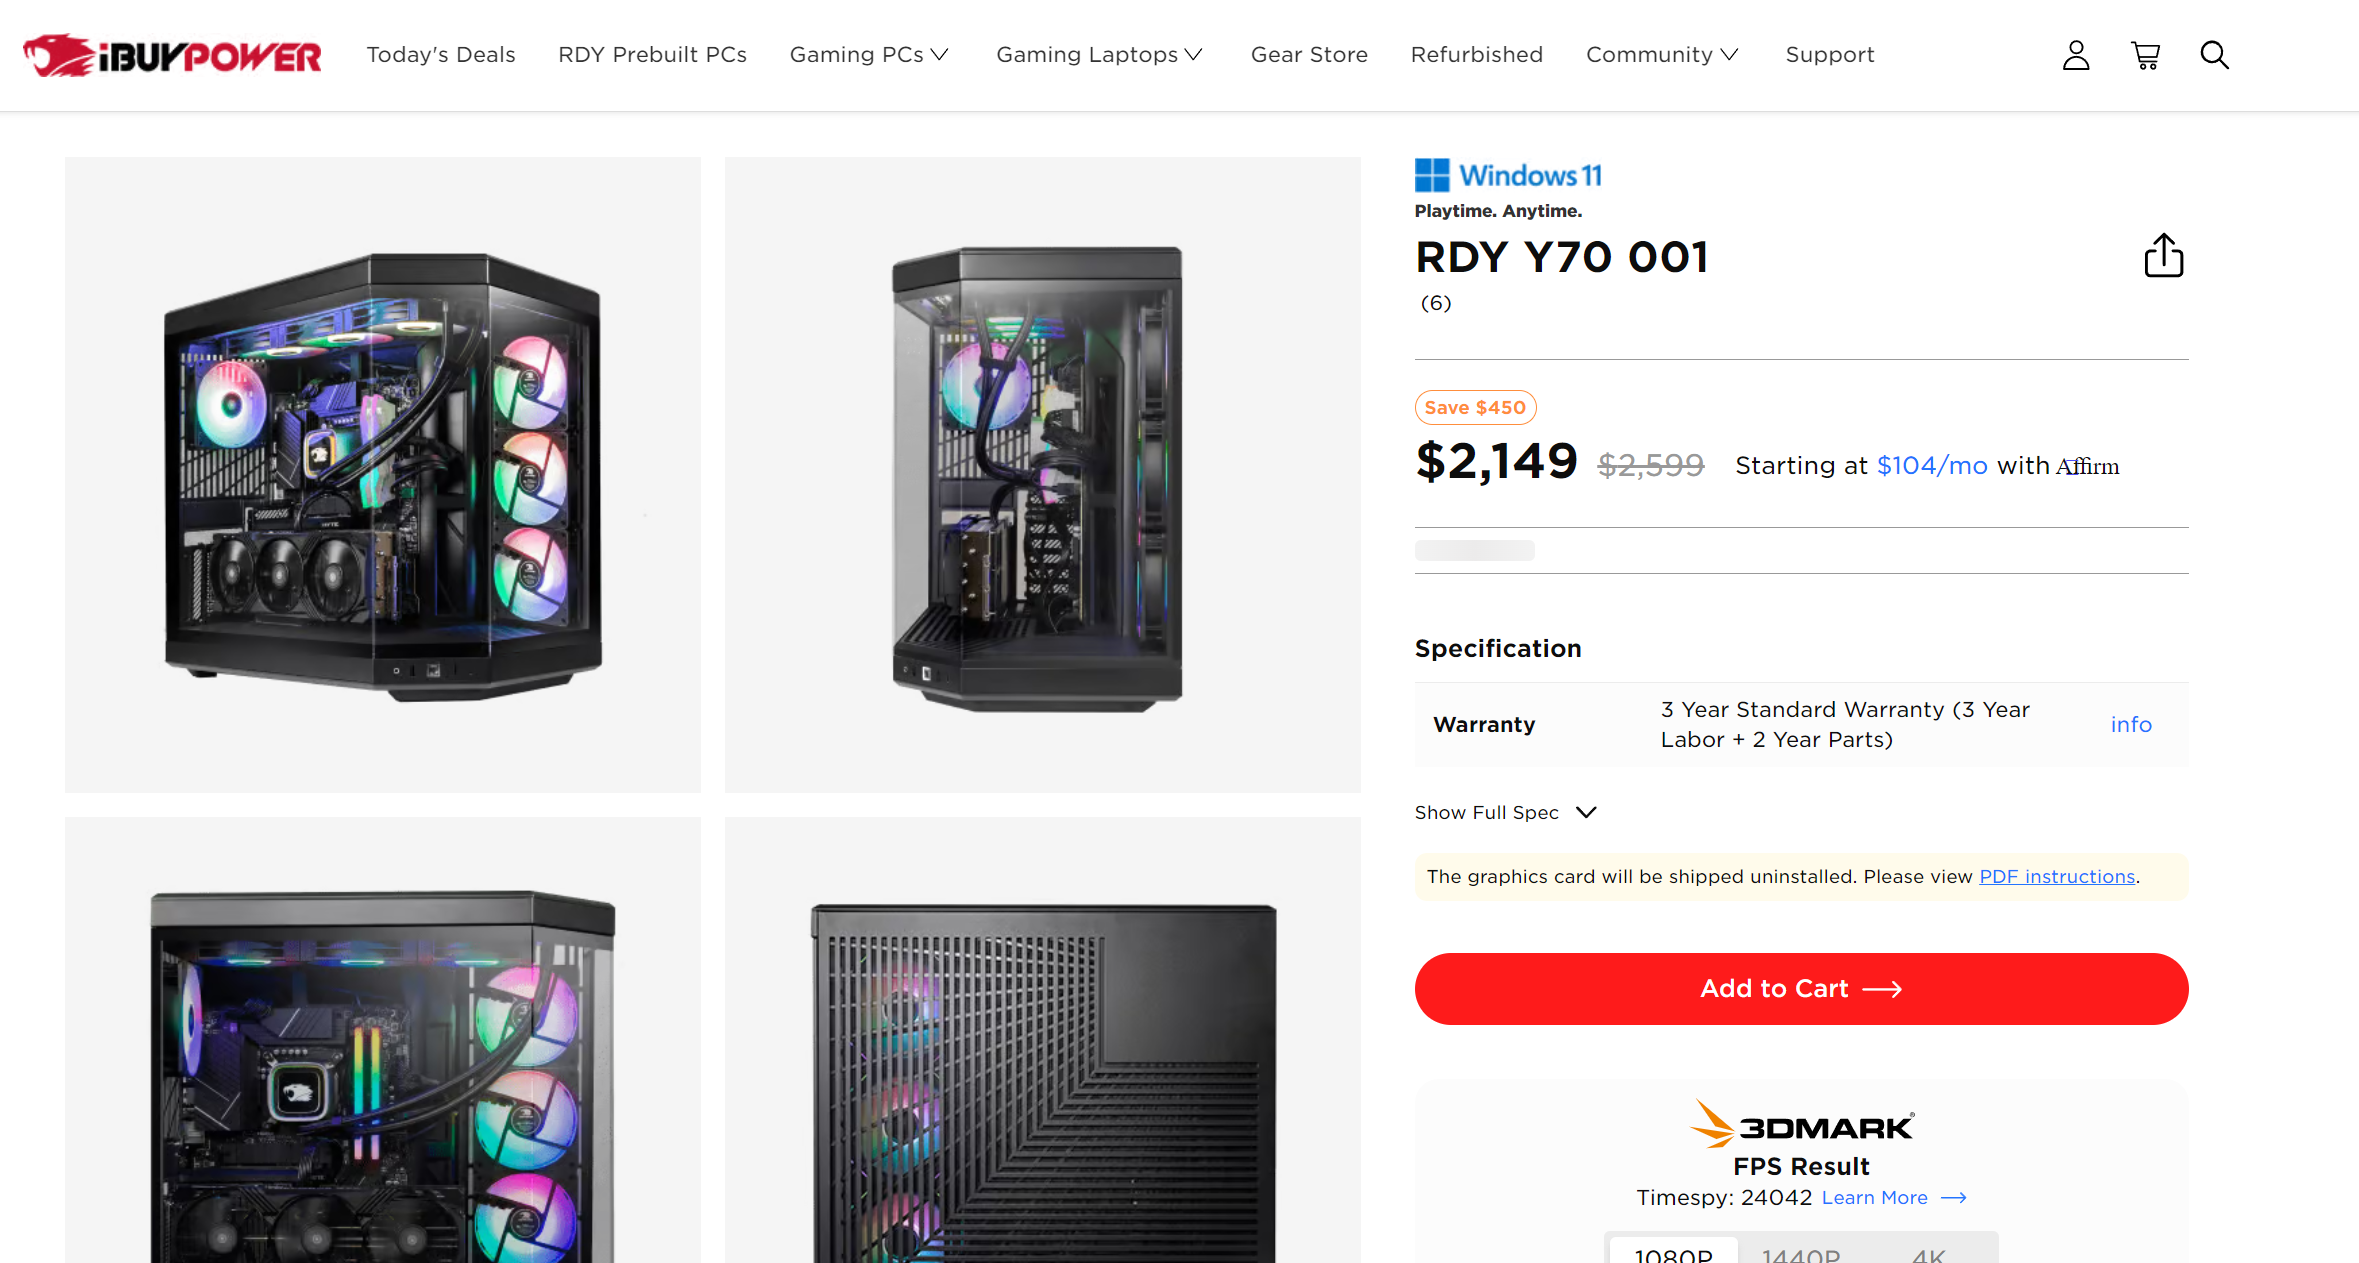 iBUYPOWER
Today's Deals
RDY Prebuilt PCs
Gaming PCs
Gaming Laptops
Gear Store
Refurbished
Community
Support
Windows 11
Playtime. Anytime.
RDY Y70 001
(6)
Save $450
$2,149 $2,599 Starting at $104/mo with Affirm
Specification
Warranty
3 Year Standard Warranty (3 Year
Labor + 2 Year Parts)
info
Show Full Spec
The graphics card will be shipped uninstalled. Please view PDF instructions.
Add to Cart
3DMARK®
FPS Result
Timespy: 24042 Learn More
1080P 1440P 4K
HYTE